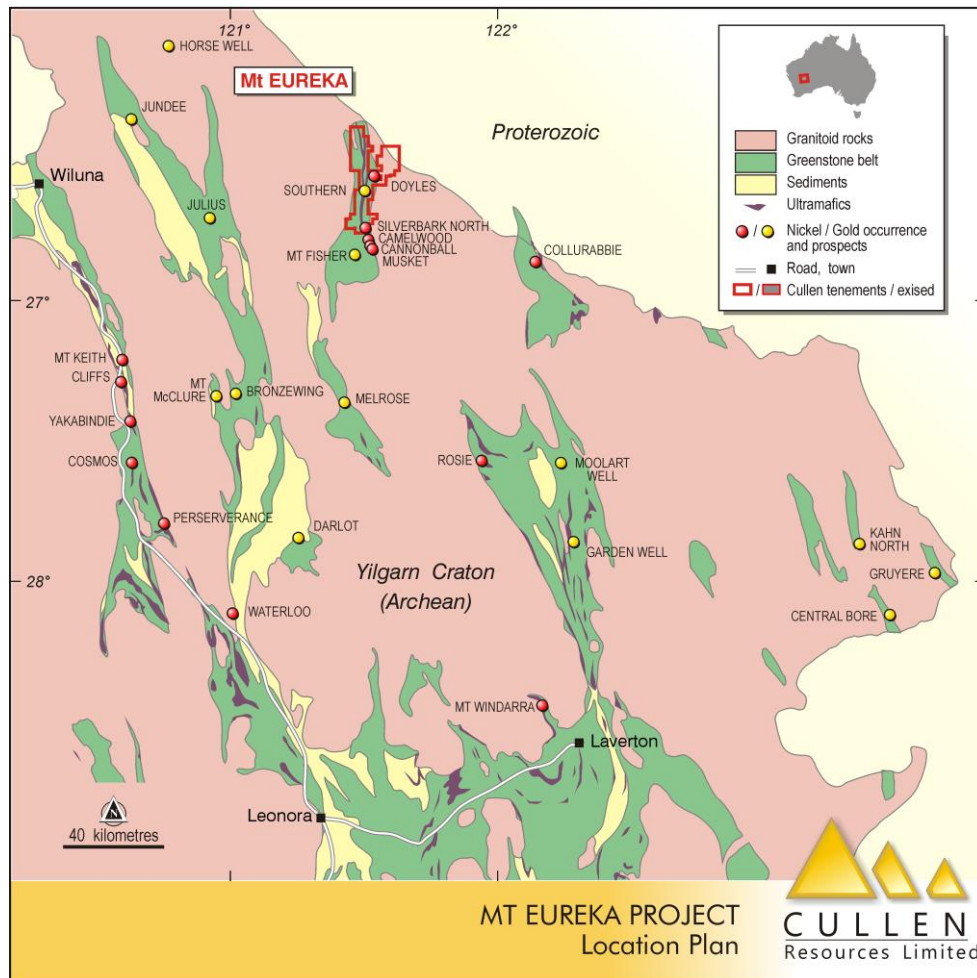 121°
122°
HORSE WELL
Mt EUREKA
JUNDEE
Proterozoic
Wiluna
SOUTHERN
DOYLES
JULIUS
SILVERBARK NORTH
CAMELWOOD
CANNONBALL
MUSKET
MT FISHER
COLLURABBIE
27°
MT KEITH
CLIFFS
MT
McCLURE
BRONZEWING
MELROSE
YAKABINDIE
COSMOS
ROSIE
MOOLART
WELL
PERSERVERANCE
DARLOT
GARDEN WELL
KAHN
NORTH
GRUYERE
28°
Yilgarn Craton
(Archean)
WATERLOO
CENTRAL BORE
MT WINDARRA
Laverton
Leonora
N
40 kilometres
Granitoid rocks
Greenstone belt
Sediments
Ultramafics
/ Nickel / Gold occurrence
and prospects
Road, town
/ Cullen tenements / exised
MT EUREKA PROJECT
Location Plan
CULLEN
Resources Limited